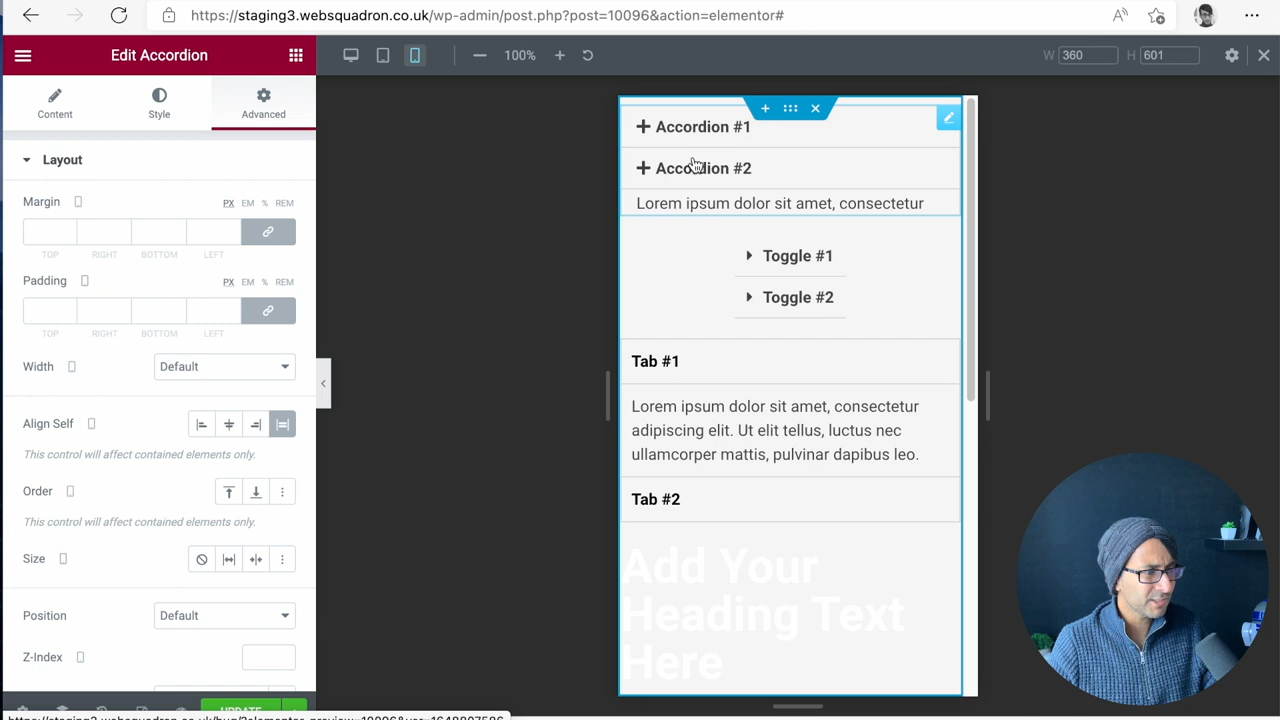 https://staging3.websquadron.co.uk/wp-admin/post.php?post=10096&action=elementor#
Edit Accordion
100%
W 360 H 601
Content Style Advanced
Layout
Margin PX EM % REM
TOP RIGHT BOTTOM LEFT
Padding PX EM % REM
TOP RIGHT BOTTOM LEFT
Width Default
Align Self
This control will affect contained elements only.
Order
This control will affect contained elements only.
Size
Position Default
Z-Index
UPDATE
Accordion #1
Accordion #2
Lorem ipsum dolor sit amet, consectetur
Toggle #1
Toggle #2
Tab #1
Lorem ipsum dolor sit amet, consectetur
adipiscing elit. Ut elit tellus, luctus nec
ullamcorper mattis, pulvinar dapibus leo.
Tab #2
Add Your
Heading Text
Here